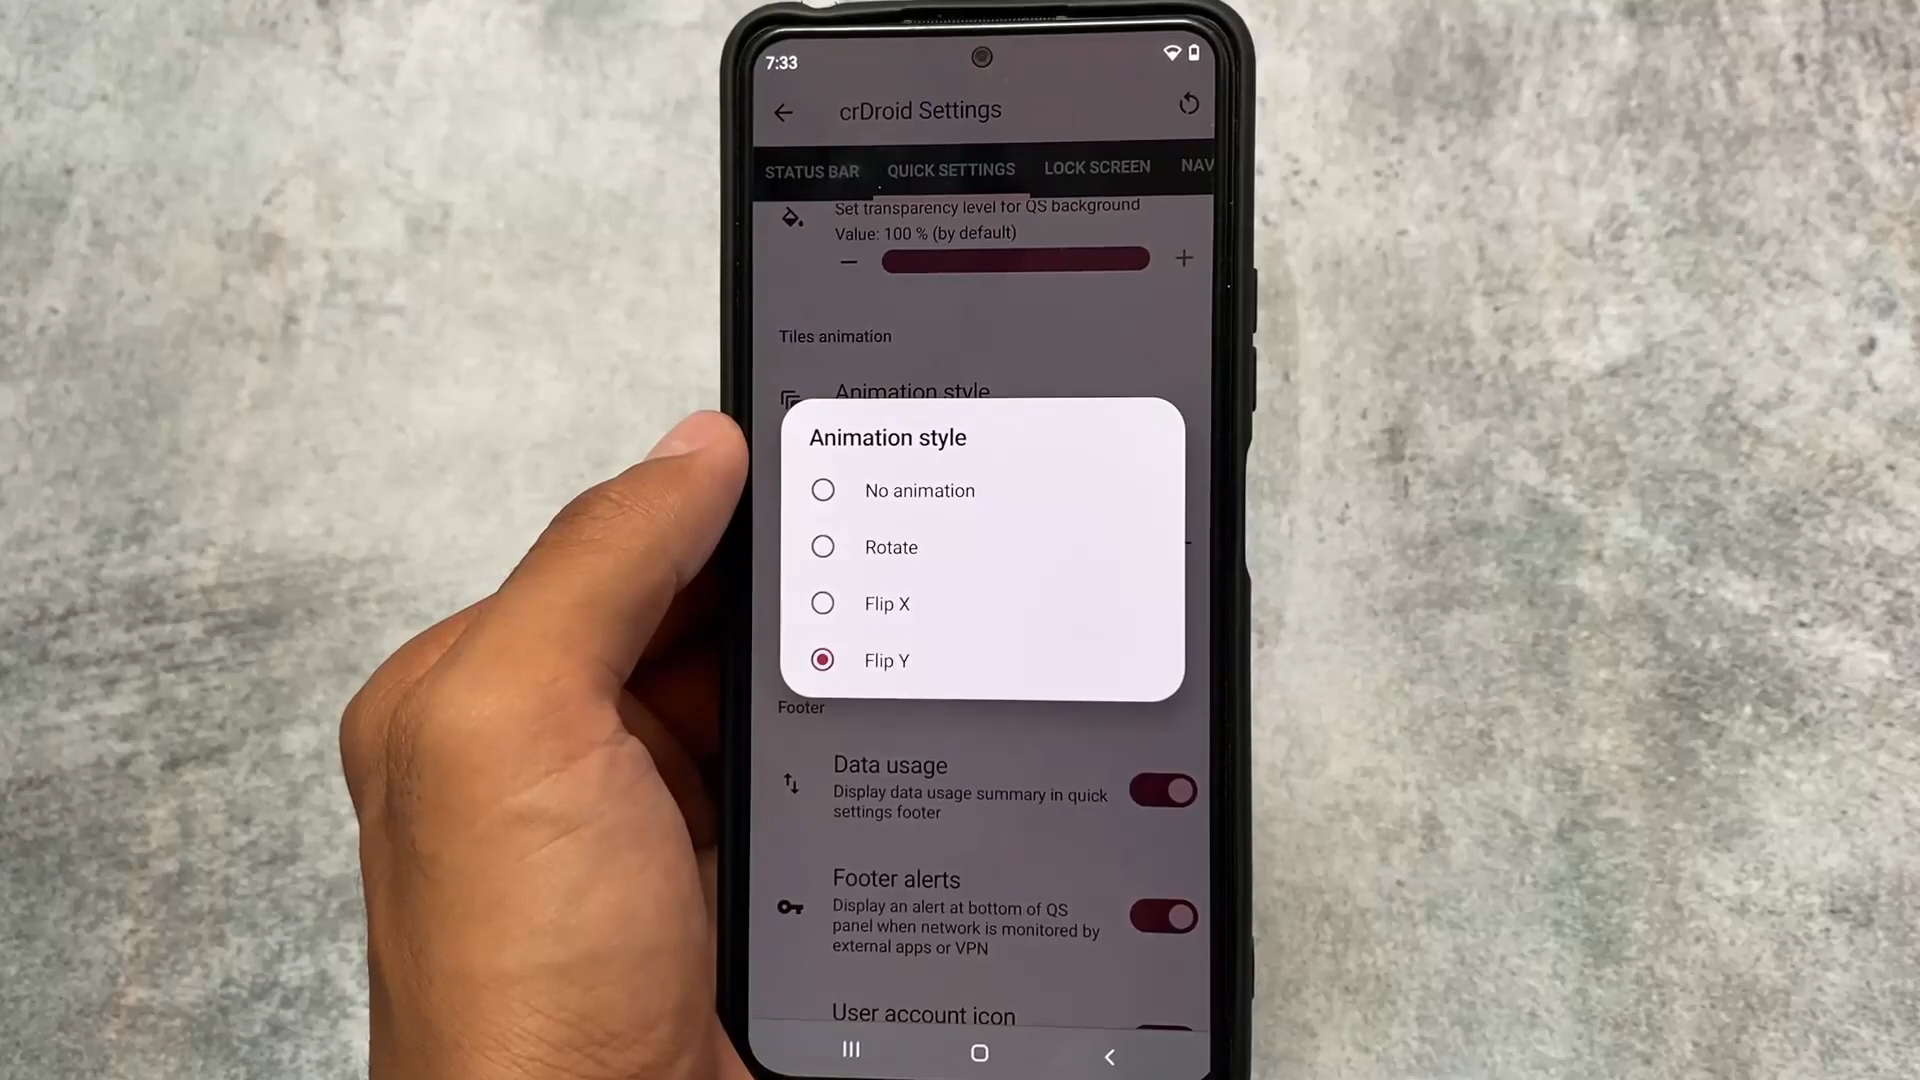 7:33
crDroid Settings
STATUS BAR QUICK SETTINGS LOCK SCREEN NAV
Set transparency level for QS background
Value: 100 % (by default)
Tiles animation
Animation style
Animation style
No animation
Rotate
Flip X
Flip Y
Footer
Data usage
Display data usage summary in quick
settings footer
Footer alerts
Display an alert at bottom of QS
panel when network is monitored by
external apps or VPN
User account icon